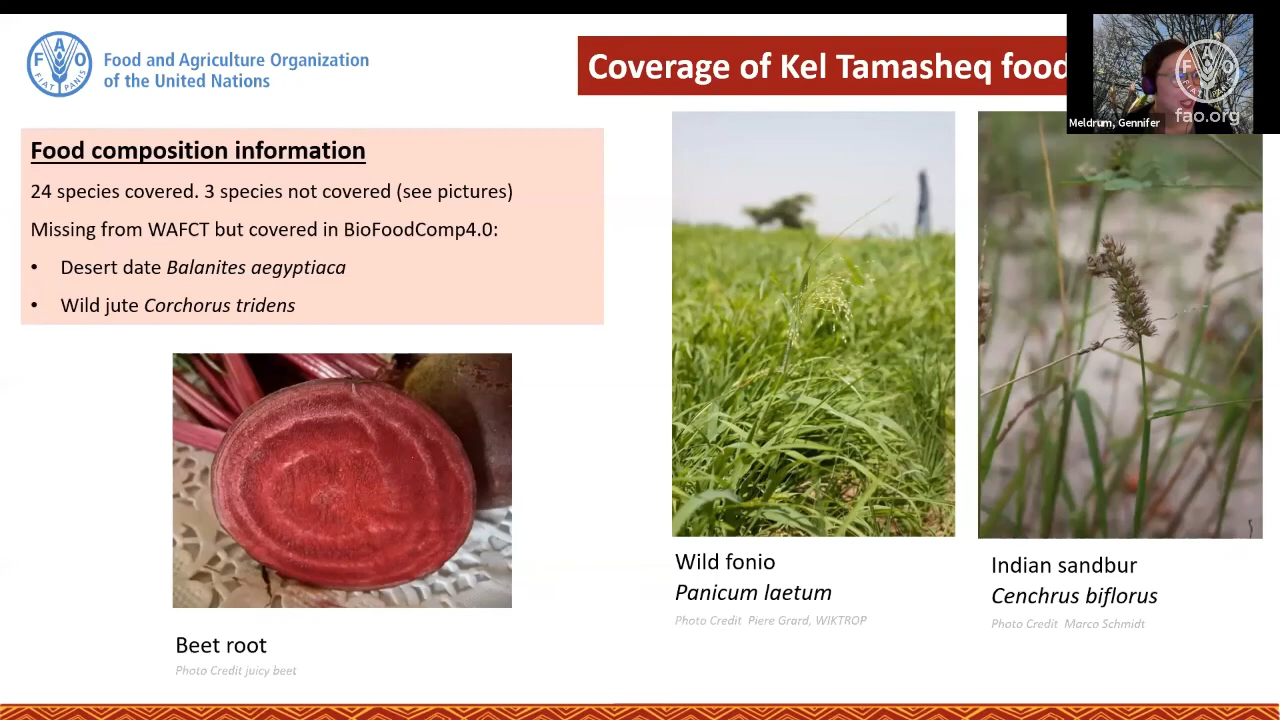 Food and Agriculture Organization
of the United Nations
Coverage of Kel Tamasheq food
Meldrum, Gennifer
FAO
FIAT PANIS
fao.org
Food composition information
24 species covered. 3 species not covered (see pictures)
Missing from WAFCT but covered in BioFoodComp4.0:
• Desert date Balanites aegyptiaca
• Wild jute Corchorus tridens
Beet root
Photo Credit juicy beet
Wild fonio
Panicum laetum
Photo Credit Piere Grard, WIKTROP
Indian sandbur
Cenchrus biflorus
Photo Credit Marco Schmidt